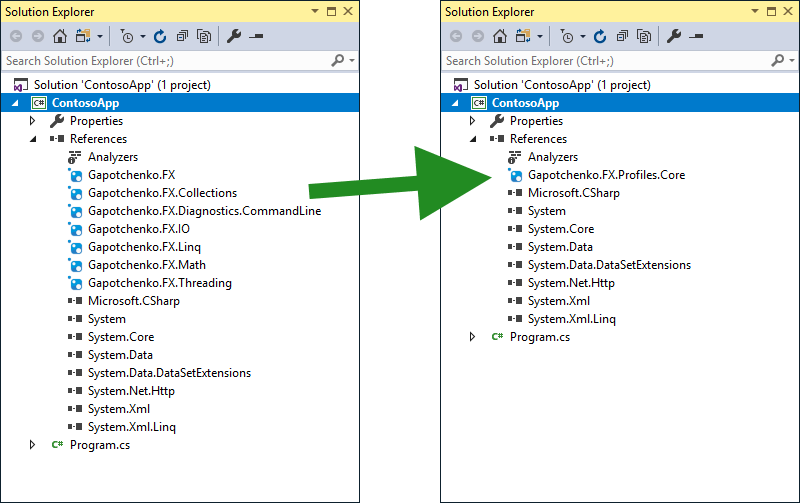 Solution Explorer
Search Solution Explorer (Ctrl+;)
Solution 'ContosoApp' (1 project)
C# ContosoApp
Properties
References
Analyzers
Gapotchenko.FX
Gapotchenko.FX.Collections
Gapotchenko.FX.Diagnostics.CommandLine
Gapotchenko.FX.IO
Gapotchenko.FX.Linq
Gapotchenko.FX.Math
Gapotchenko.FX.Threading
Microsoft.CSharp
System
System.Core
System.Data
System.Data.DataSetExtensions
System.Net.Http
System.Xml
System.Xml.Linq
C# Program.cs
Solution Explorer
Search Solution Explorer (Ctrl+;)
Solution 'ContosoApp' (1 project)
C# ContosoApp
Properties
References
Analyzers
Gapotchenko.FX.Profiles.Core
Microsoft.CSharp
System
System.Core
System.Data
System.Data.DataSetExtensions
System.Net.Http
System.Xml
System.Xml.Linq
C# Program.cs